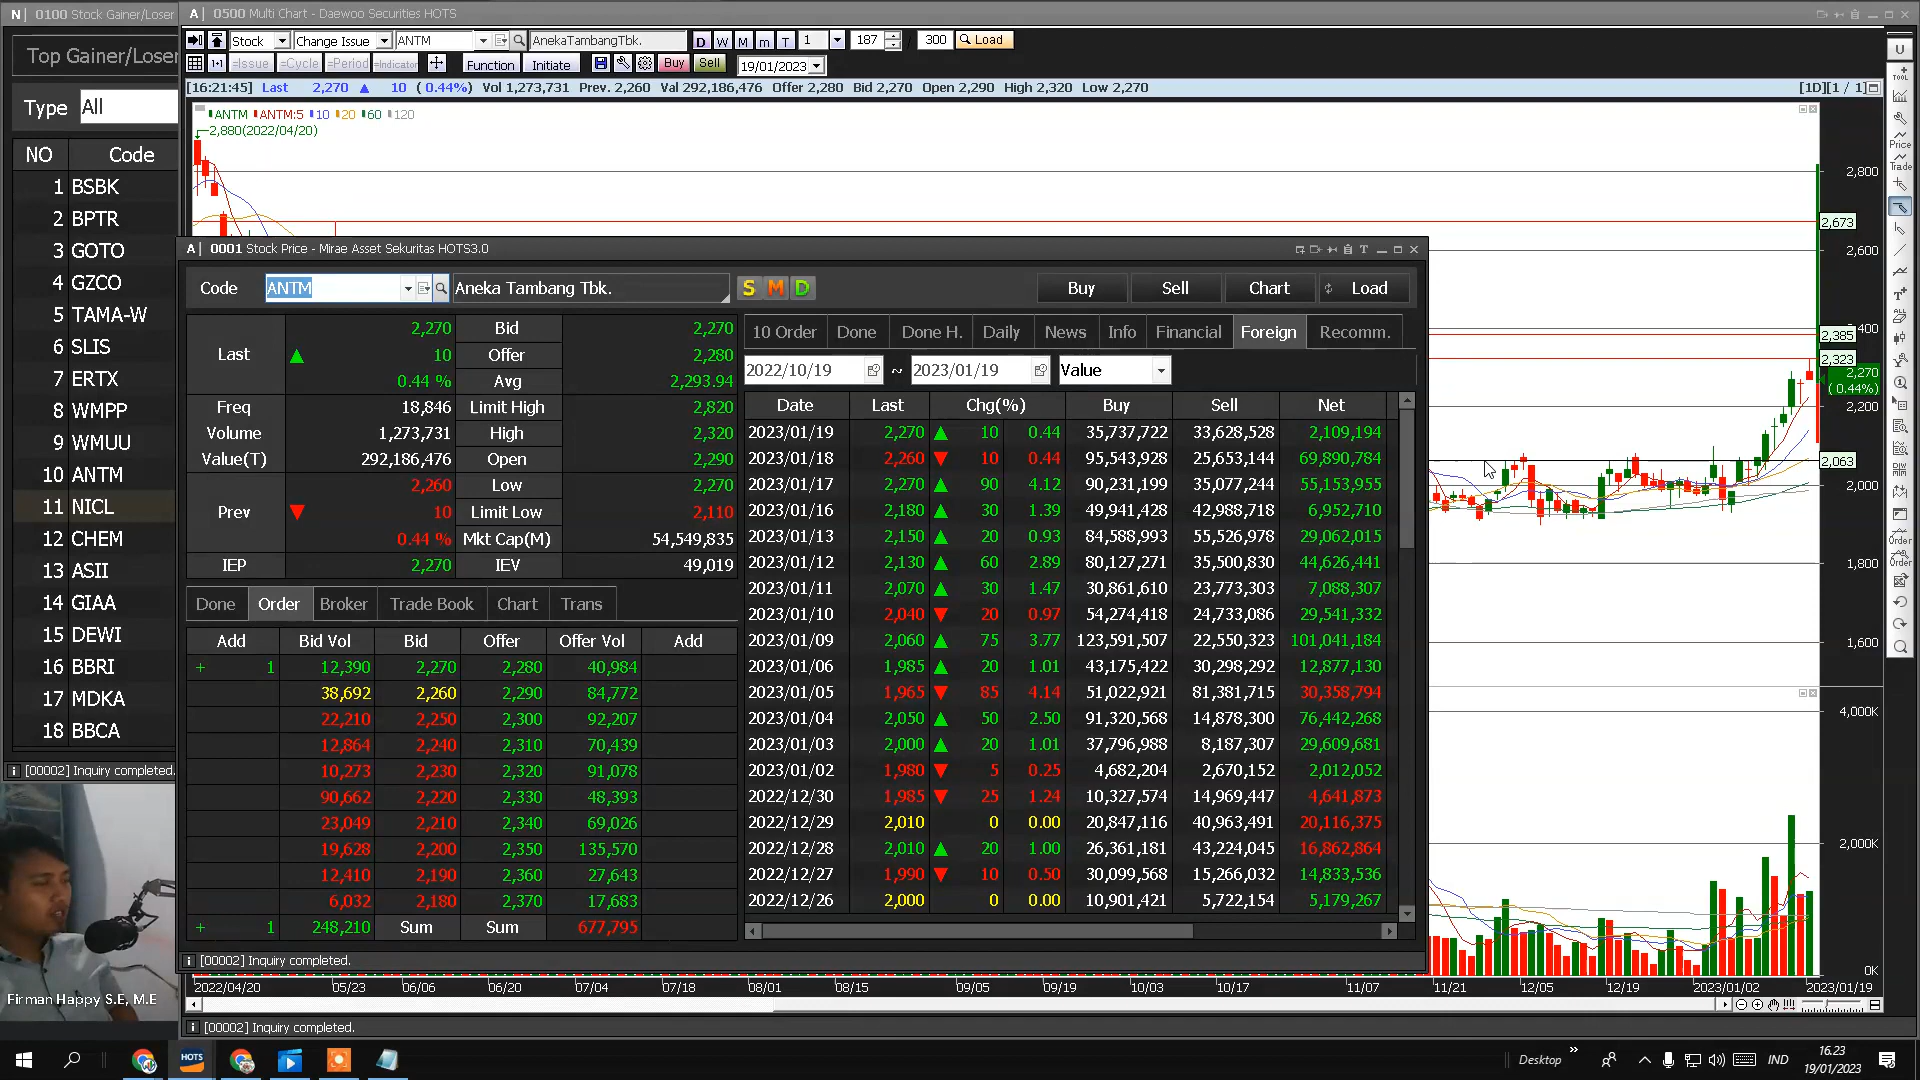 N| 0100 Stock Gainer/Loser
Top Gainer/Loser
Type All
NO Code
1 BSBK
2 BPTR
3 GOTO
4 GZCO
5 TAMA-W
6 SLIS
7 ERTX
8 WMPP
9 WMUU
10 ANTM
11 NICL
12 CHEM
13 ASII
14 GIAA
15 DEWI
16 BBRI
17 MDKA
18 BBCA
[00002] Inquiry completed.
Firman Happy S.E, M.E
A| 0500 Multi Chart - Daewoo Securities HOTS
Stock Change Issue ANTM AnekaTambangTbk. D W M m T 1 187 / 300 Load
=Issue =Cycle =Period =Indicator Function Initiate Buy Sell 19/01/2023
[16:21:45] Last 2,270 ▲ 10 ( 0.44%) Vol 1,273,731 Prev. 2,260 Val 292,186,476 Offer 2,280 Bid 2,270 Open 2,290 High 2,320 Low 2,270 [1D][1 / 1]
ANTM ANTM:5 10 20 60 120
2,880(2022/04/20)
2,800
2,673
2,600
2,400
2,385
2,323
2,270
( 0.44%)
2,200
2,063
2,000
1,800
1,600
4,000K
2,000K
0K
A| 0001 Stock Price - Mirae Asset Sekuritas HOTS3.0
Code ANTM Aneka Tambang Tbk. S M D Buy Sell Chart Load
Last 2,270 Bid 2,270
▲ 10 Offer 2,280
0.44 % Avg 2,293.94
Freq 18,846 Limit High 2,820
Volume 1,273,731 High 2,320
Value(T) 292,186,476 Open 2,290
Prev 2,260 Low 2,270
▼ 10 Limit Low 2,110
0.44 % Mkt Cap(M) 54,549,835
IEP 2,270 IEV 49,019
Done Order Broker Trade Book Chart Trans
Add Bid Vol Bid Offer Offer Vol Add
+ 1 12,390 2,270 2,280 40,984
38,692 2,260 2,290 84,772
22,210 2,250 2,300 92,207
12,864 2,240 2,310 70,439
10,273 2,230 2,320 91,078
90,662 2,220 2,330 48,393
23,049 2,210 2,340 69,026
19,628 2,200 2,350 135,570
12,410 2,190 2,360 27,643
6,032 2,180 2,370 17,683
+ 1 248,210 Sum Sum 677,795
10 Order Done Done H. Daily News Info Financial Foreign Recomm.
2022/10/19 ~ 2023/01/19 Value
Date Last Chg(%) Buy Sell Net
2023/01/19 2,270 ▲ 10 0.44 35,737,722 33,628,528 2,109,194
2023/01/18 2,260 ▼ 10 0.44 95,543,928 25,653,144 69,890,784
2023/01/17 2,270 ▲ 90 4.12 90,231,199 35,077,244 55,153,955
2023/01/16 2,180 ▲ 30 1.39 49,941,428 42,988,718 6,952,710
2023/01/13 2,150 ▲ 20 0.93 84,588,993 55,526,978 29,062,015
2023/01/12 2,130 ▲ 60 2.89 80,127,271 35,500,830 44,626,441
2023/01/11 2,070 ▲ 30 1.47 30,861,610 23,773,303 7,088,307
2023/01/10 2,040 ▼ 20 0.97 54,274,418 24,733,086 29,541,332
2023/01/09 2,060 ▲ 75 3.77 123,591,507 22,550,323 101,041,184
2023/01/06 1,985 ▲ 20 1.01 43,175,422 30,298,292 12,877,130
2023/01/05 1,965 ▼ 85 4.14 51,022,921 81,381,715 30,358,794
2023/01/04 2,050 ▲ 50 2.50 91,320,568 14,878,300 76,442,268
2023/01/03 2,000 ▲ 20 1.01 37,796,988 8,187,307 29,609,681
2023/01/02 1,980 ▼ 5 0.25 4,682,204 2,670,152 2,012,052
2022/12/30 1,985 ▼ 25 1.24 10,327,574 14,969,447 4,641,873
2022/12/29 2,010 0 0.00 20,847,116 40,963,491 20,116,375
2022/12/28 2,010 ▲ 20 1.00 26,361,181 43,224,045 16,862,864
2022/12/27 1,990 ▼ 10 0.50 30,099,568 15,266,032 14,833,536
2022/12/26 2,000 0 0.00 10,901,421 5,722,154 5,179,267
[00002] Inquiry completed.
2022/04/20 05/23 06/06 06/20 07/04 07/18 08/01 08/15 09/05 09/19 10/03 10/17 11/07 11/21 12/05 12/19 2023/01/02 2023/01/19
[00002] Inquiry completed.
U
TOOL
Price
Trade
Order
Order
HOTS
Desktop
IND
16.23
19/01/2023